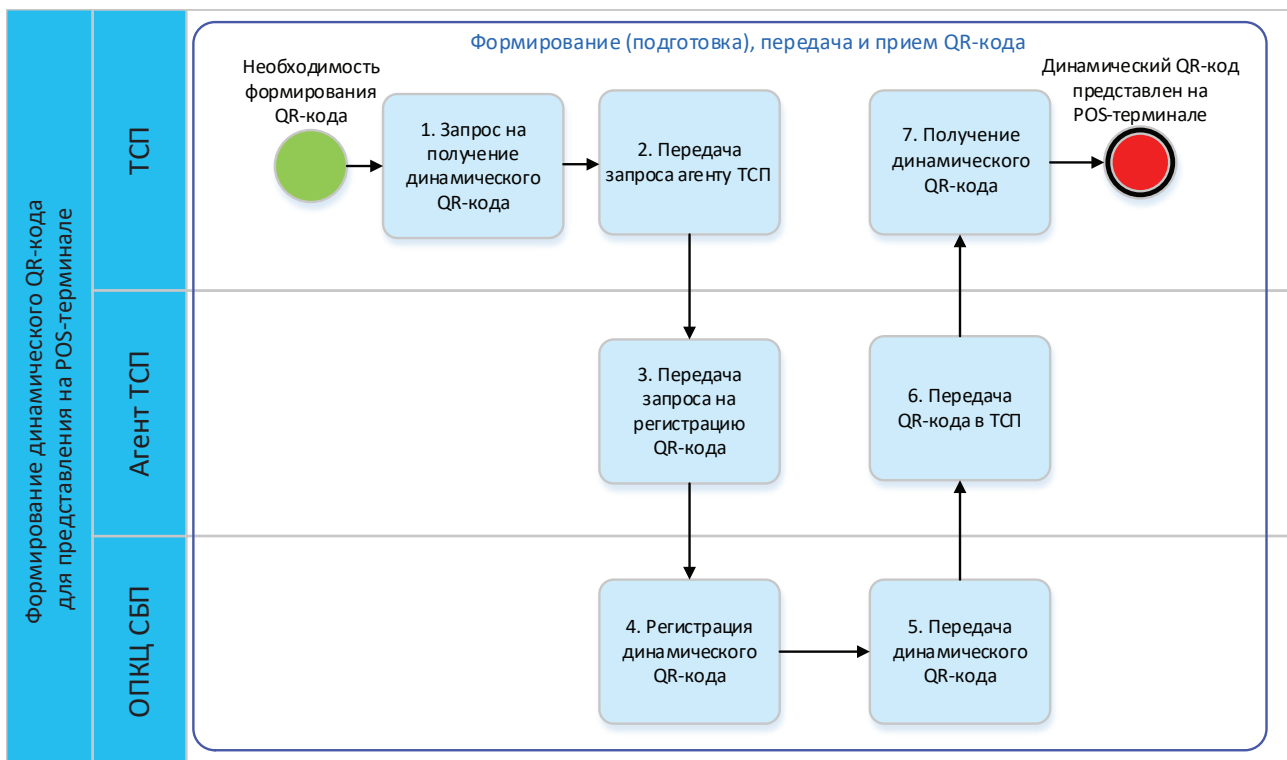 Формирование динамического QR-кода
для представления на POS-терминале
ТСП
Агент ТСП
ОПКЦ СБП
Формирование (подготовка), передача и прием QR-кода
Необходимость
формирования
QR-кода
1. Запрос на
получение
динамического
QR-кода
2. Передача
запроса агенту ТСП
3. Передача
запроса на
регистрацию
QR-кода
4. Регистрация
динамического
QR-кода
5. Передача
динамического
QR-кода
6. Передача
QR-кода в ТСП
7. Получение
динамического
QR-кода
Динамический QR-код
представлен на
POS-терминале